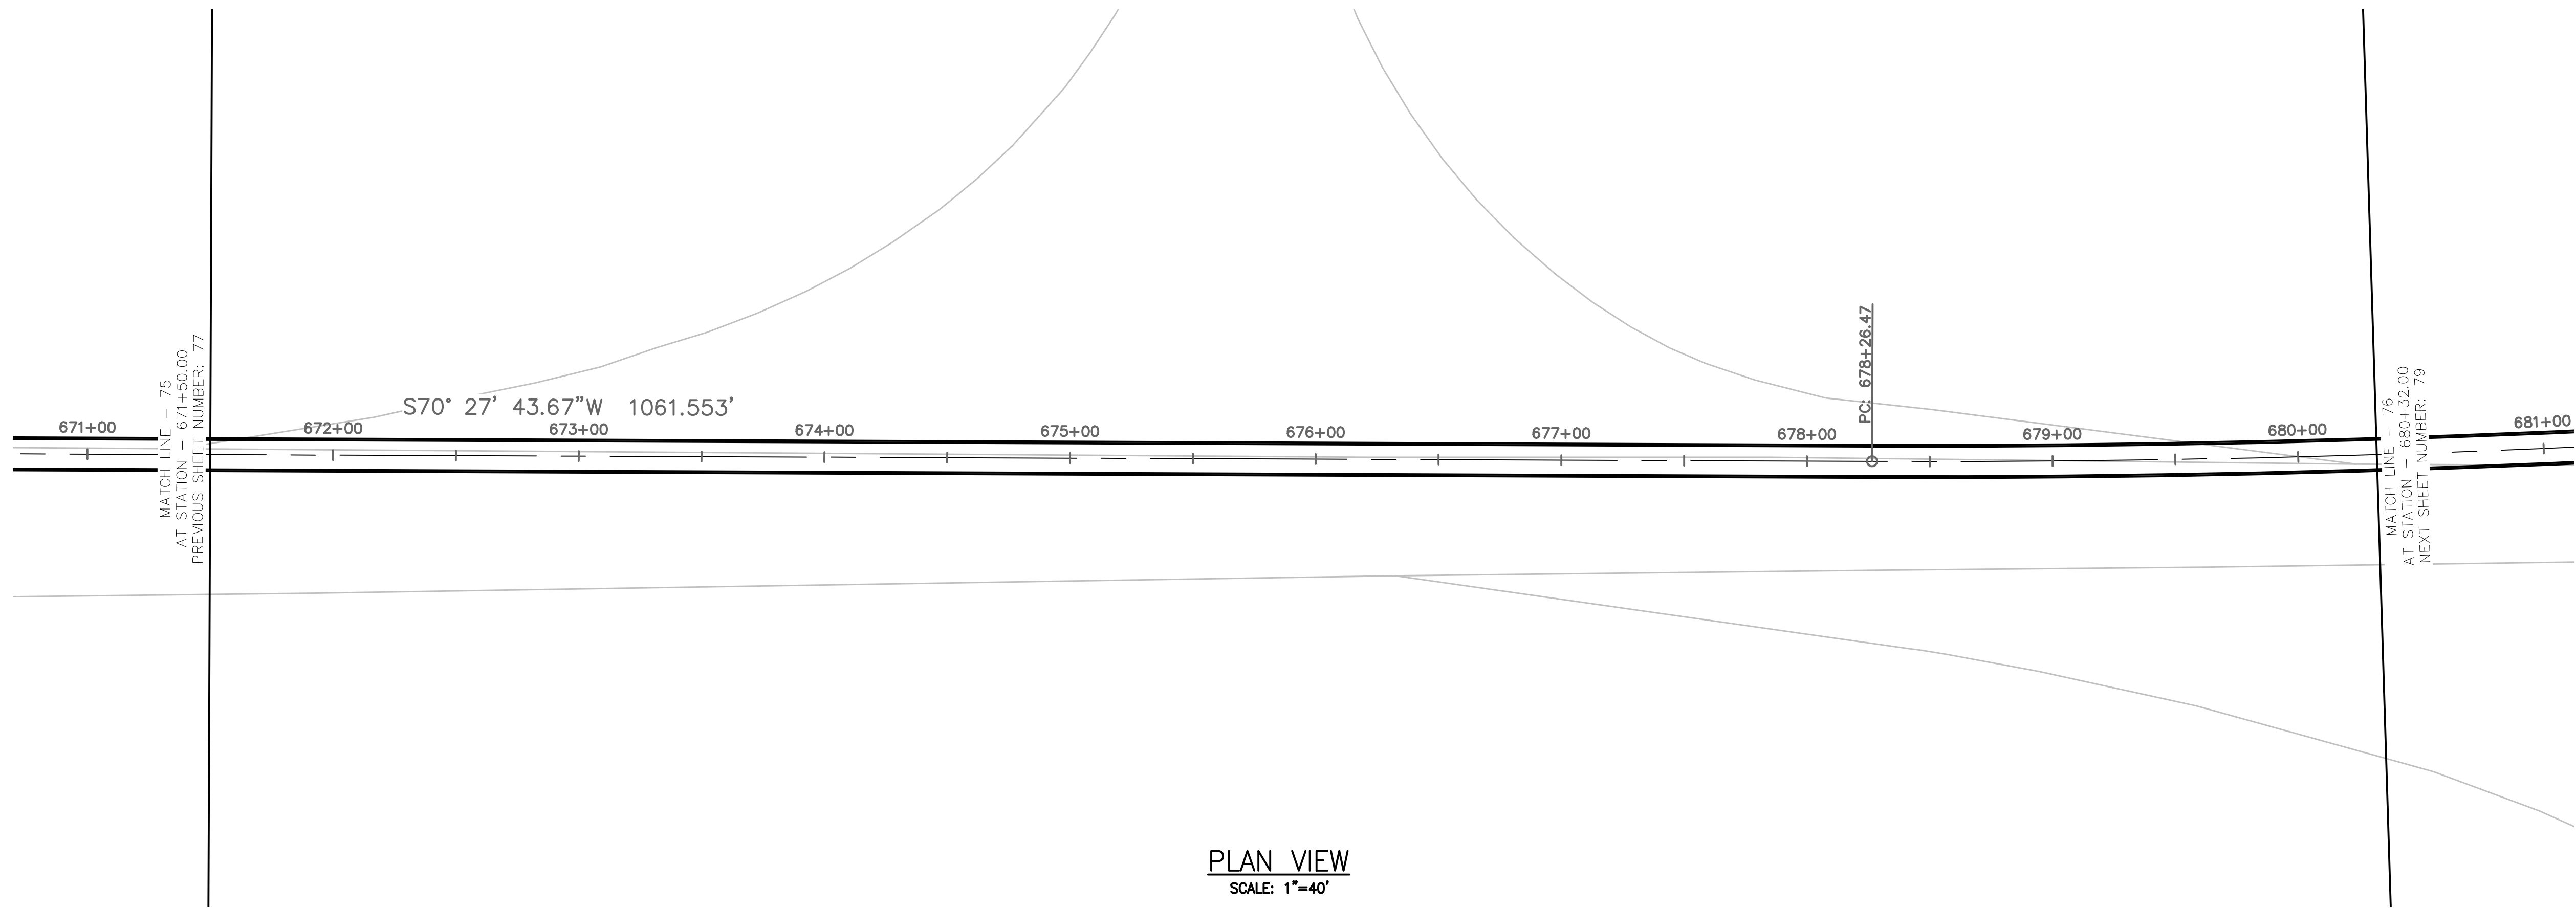 MATCH LINE - 75
AT STATION - 671+50.00
PREVIOUS SHEET NUMBER: 77
S70° 27' 43.67"W 1061.553'
PC: 678+26.47
671+00 672+00 673+00 674+00 675+00 676+00 677+00 678+00 679+00 680+00 681+00
MATCH LINE - 76
AT STATION - 680+32.00
NEXT SHEET NUMBER: 79
PLAN VIEW
SCALE: 1"=40'